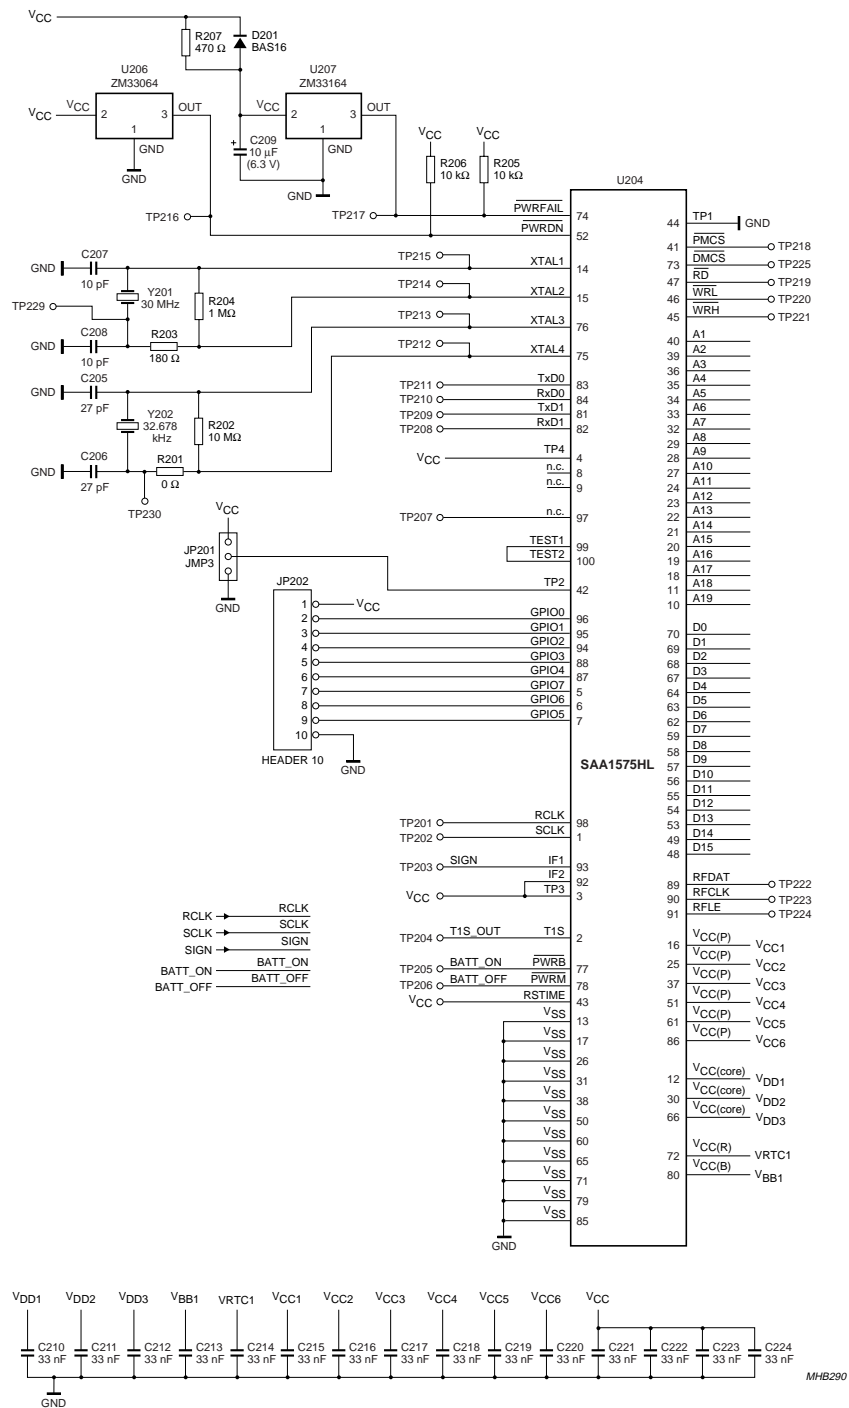 VCC
R207
470 Ω
D201
BAS16
U206
ZM33064
U207
ZM33164
VCC
VCC
2
3
OUT
1
GND
GND
VCC
2
3
OUT
1
GND
GND
+
C209
10 µF
(6.3 V)
VCC
R206
10 kΩ
VCC
R205
10 kΩ
U204
SAA1575HL
TP216
TP217
PWRFAIL
74
PWRDN
52
C207
10 pF
GND
Y201
30 MHz
R204
1 MΩ
TP229
C208
10 pF
GND
R203
180 Ω
C205
27 pF
GND
Y202
32.678
kHz
R202
10 MΩ
C206
27 pF
GND
R201
0 Ω
TP230
TP215
XTAL1
14
TP214
XTAL2
15
TP213
XTAL3
76
TP212
XTAL4
75
TP211
TxD0
83
TP210
RxD0
84
TP209
TxD1
81
TP208
RxD1
82
VCC
TP4
4
n.c.
8
n.c.
9
TP207
n.c.
97
TEST1
99
TEST2
100
VCC
JP201
JMP3
GND
TP2
42
JP202
1
VCC
2
GPIO0
96
3
GPIO1
95
4
GPIO2
94
5
GPIO3
88
6
GPIO4
87
7
GPIO7
5
8
GPIO6
6
9
GPIO5
7
10
GND
HEADER 10
TP201
RCLK
98
TP202
SCLK
1
TP203
SIGN
IF1
93
IF2
92
VCC
TP3
3
TP204
T1S_OUT
T1S
2
TP205
BATT_ON
PWRB
77
TP206
BATT_OFF
PWRM
78
VCC
RSTIME
43
RCLK
RCLK
SCLK
SCLK
SIGN
SIGN
BATT_ON
BATT_ON
BATT_OFF
BATT_OFF
VSS
13
VSS
17
VSS
26
VSS
31
VSS
38
VSS
50
VSS
60
VSS
65
VSS
71
VSS
79
VSS
85
GND
44
TP1
GND
41
PMCS
TP218
73
DMCS
TP225
47
RD
TP219
46
WRL
TP220
45
WRH
TP221
40
A1
39
A2
36
A3
35
A4
34
A5
33
A6
32
A7
29
A8
28
A9
27
A10
24
A11
23
A12
22
A13
21
A14
20
A15
19
A16
18
A17
11
A18
10
A19
70
D0
69
D1
68
D2
67
D3
64
D4
63
D5
62
D6
59
D7
58
D8
57
D9
56
D10
55
D11
54
D12
53
D13
49
D14
48
D15
89
RFDAT
TP222
90
RFCLK
TP223
91
RFLE
TP224
16
VCC(P)
VCC1
25
VCC(P)
VCC2
37
VCC(P)
VCC3
51
VCC(P)
VCC4
61
VCC(P)
VCC5
86
VCC(P)
VCC6
12
VCC(core)
VDD1
30
VCC(core)
VDD2
66
VCC(core)
VDD3
72
VCC(R)
VRTC1
80
VCC(B)
VBB1
VDD1 VDD2 VDD3 VBB1 VRTC1 VCC1 VCC2 VCC3 VCC4 VCC5 VCC6 VCC
C210 C211 C212 C213 C214 C215 C216 C217 C218 C219 C220 C221 C222 C223 C224
33 nF 33 nF 33 nF 33 nF 33 nF 33 nF 33 nF 33 nF 33 nF 33 nF 33 nF 33 nF 33 nF 33 nF 33 nF
GND
MHB290